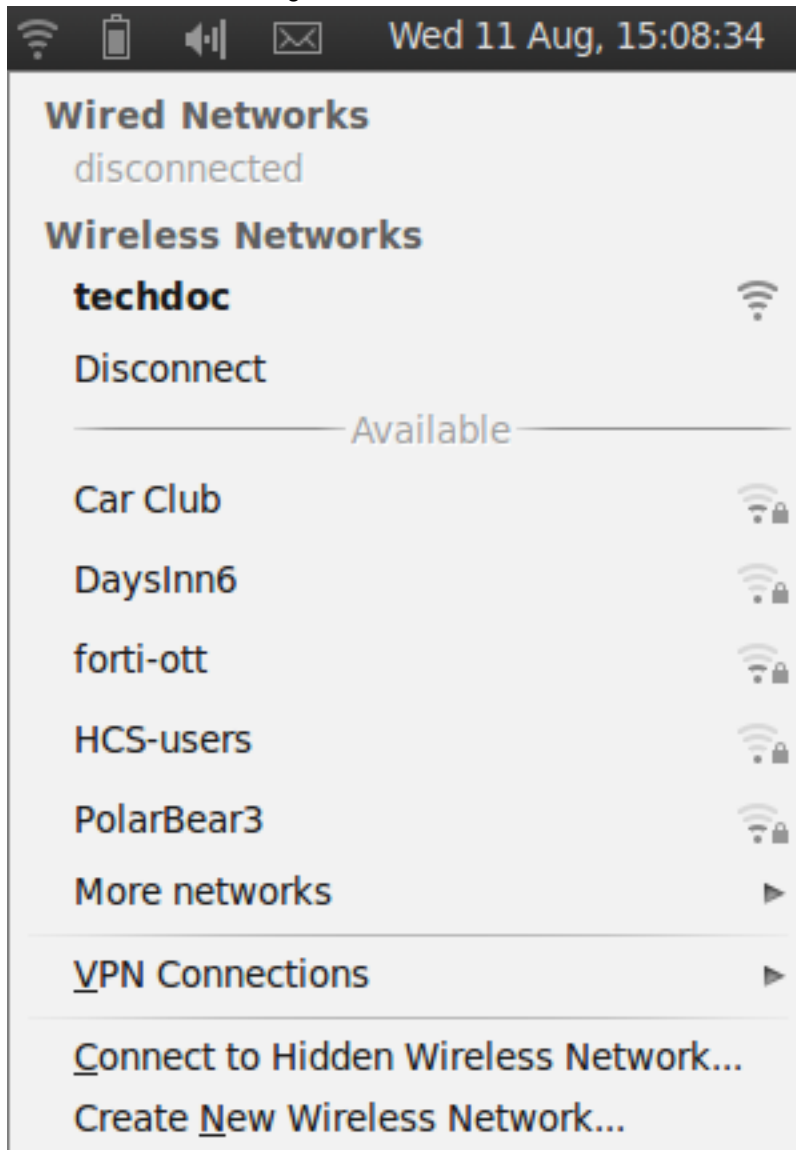 Wed 11 Aug, 15:08:34
Wired Networks
disconnected
Wireless Networks
techdoc
Disconnect
Available
Car Club
DaysInn6
forti-ott
HCS-users
PolarBear3
More networks
VPN Connections
Connect to Hidden Wireless Network...
Create New Wireless Network...